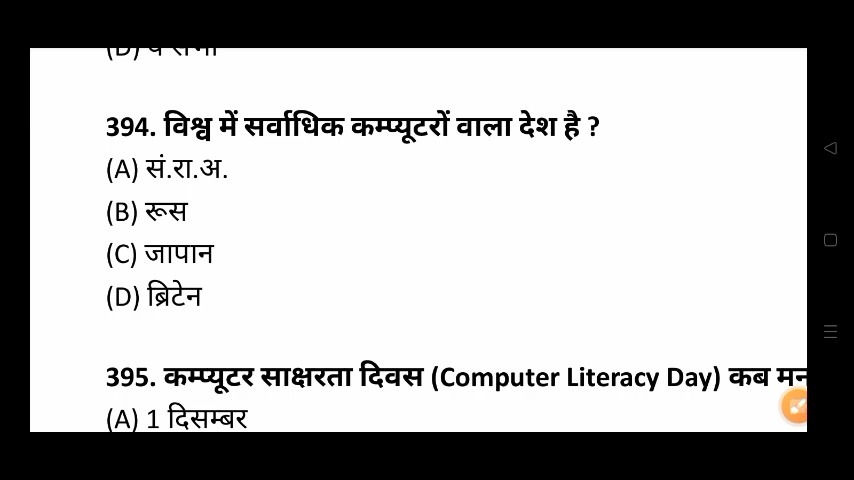 394. विश्व में सर्वाधिक कम्प्यूटरों वाला देश है ?
(A) सं.रा.अ.
(B) रूस
(C) जापान
(D) ब्रिटेन
395. कम्प्यूटर साक्षरता दिवस (Computer Literacy Day) कब
(A) 1 दिसम्बर